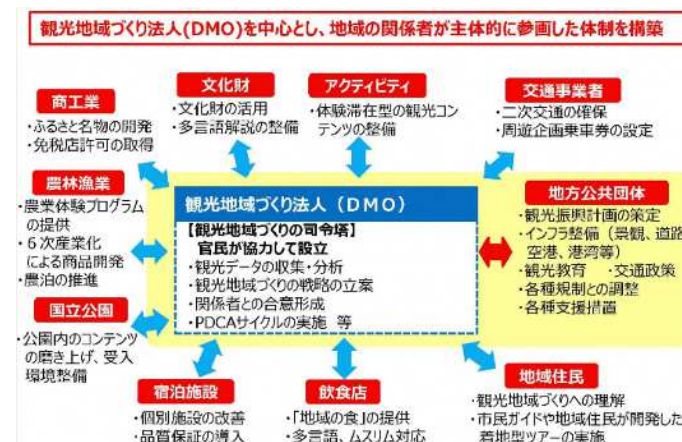 観光地域づくり法人(DMO)を中心とし、地域の関係者が主体的に参画した体制を構築
商工業
・ふるさと名物の開発
・免税店許可の取得
文化財
・文化財の活用
・多言語解説の整備
アクティビティ
・体験滞在型の観光コン
テンツの整備
交通事業者
・二次交通の確保
・周遊企画乗車券の設定
農林漁業
・農業体験プログラム
の提供
・6次産業化
による商品開発
・農泊の推進
観光地域づくり法人(DMO)
【観光地域づくりの司令塔】
官民が協力して設立
・観光データの収集・分析
・観光地域づくりの戦略の立案
・関係者との合意形成
・PDCAサイクルの実施 等
地方公共団体
・観光振興計画の策定
・インフラ整備(景観、道路
空港、港湾等)
・観光教育 ・交通政策
・各種規制との調整
・各種支援措置
国立公園
・公園内のコンテンツ
の磨き上げ、受入
環境整備
宿泊施設
・個別施設の改善
・品質保証の導入
飲食店
・「地域の食」の提供
・多言語、ムスリム対応
地域住民
・観光地域づくりへの理解
・市民ガイドや地域住民が開発した
着地型ツアーの実施